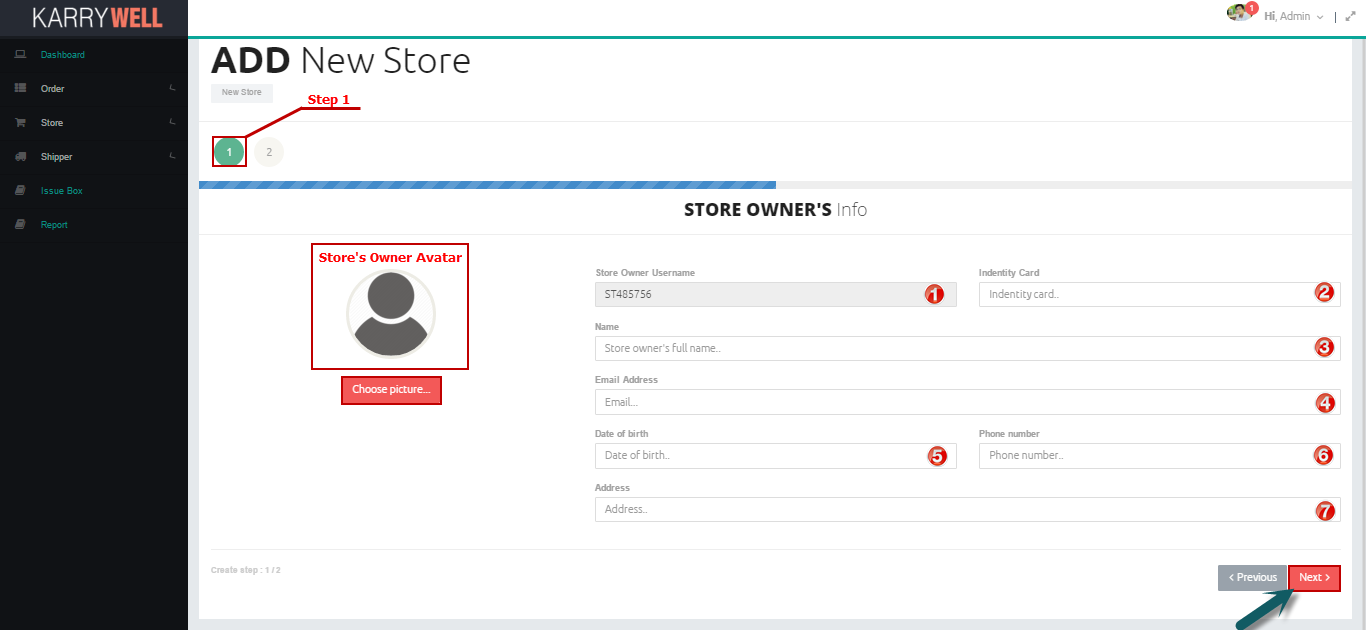 KARRYWELL
1
Hi, Admin
Dashboard
Order
Store
Shipper
Issue Box
Report
ADD New Store
New Store
Step 1
1 2
STORE OWNER'S Info
Store's Owner Avatar
Choose picture...
Store Owner Username
ST485756 1
Indentity Card
Indentity card.. 2
Name
Store owner's full name.. 3
Email Address
Email... 4
Date of birth
Date of birth.. 5
Phone number
Phone number.. 6
Address
Address.. 7
Create step : 1 / 2
< Previous
Next >